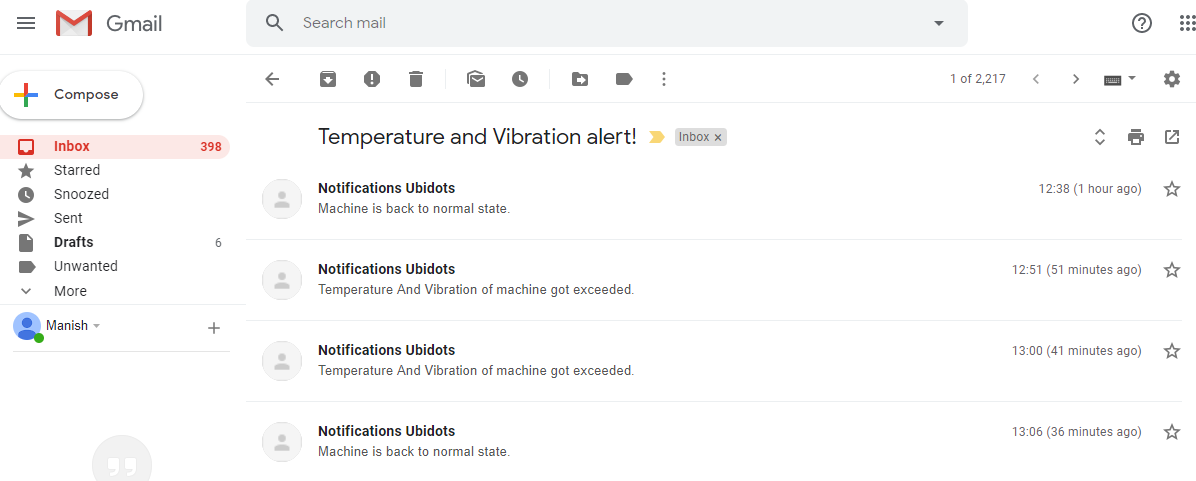 Gmail
Search mail
Compose
1 of 2,217
Inbox 398
Starred
Snoozed
Sent
Drafts 6
Unwanted
More
Manish
Temperature and Vibration alert!
Inbox x
Notifications Ubidots 12:38 (1 hour ago)
Machine is back to normal state.
Notifications Ubidots 12:51 (51 minutes ago)
Temperature And Vibration of machine got exceeded.
Notifications Ubidots 13:00 (41 minutes ago)
Temperature And Vibration of machine got exceeded.
Notifications Ubidots 13:06 (36 minutes ago)
Machine is back to normal state.